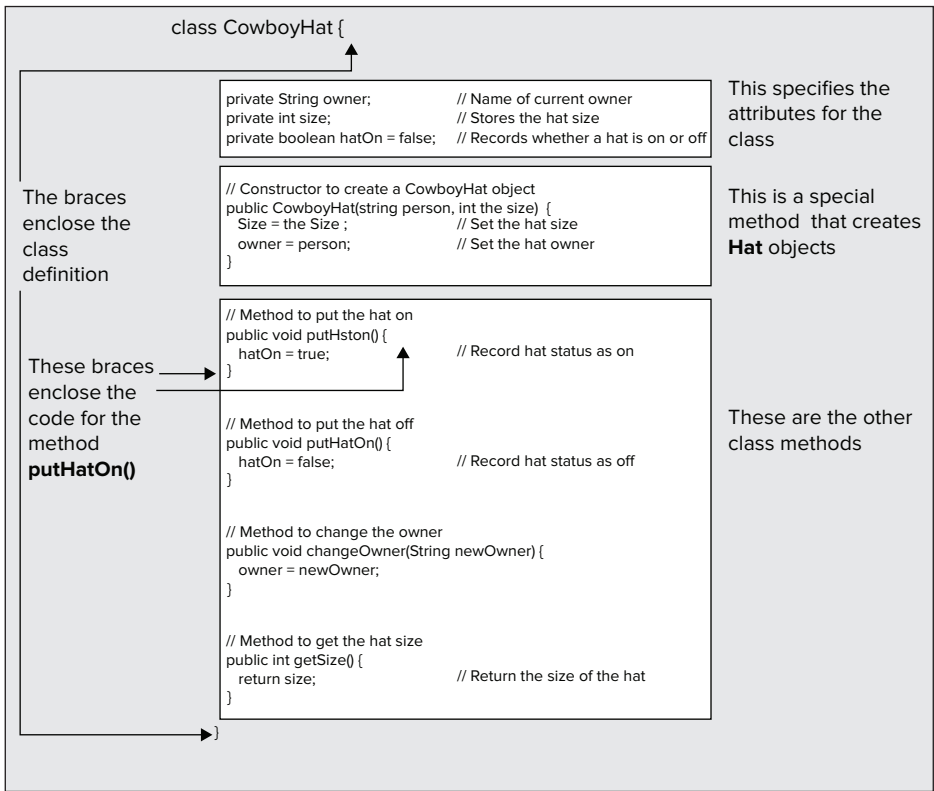 class CowboyHat {
private String owner; // Name of current owner
private int size; // Stores the hat size
private boolean hatOn = false; // Records whether a hat is on or off
This specifies the
attributes for the
class
The braces
enclose the
class
definition
// Constructor to create a CowboyHat object
public CowboyHat(string person, int the size) {
Size = the Size ; // Set the hat size
owner = person; // Set the hat owner
}
This is a special
method that creates
Hat objects
These braces
enclose the
code for the
method
putHatOn()
// Method to put the hat on
public void putHston() {
hatOn = true; // Record hat status as on
}
// Method to put the hat off
public void putHatOn() {
hatOn = false; // Record hat status as off
}
// Method to change the owner
public void changeOwner(String newOwner) {
owner = newOwner;
}
// Method to get the hat size
public int getSize() {
return size; // Return the size of the hat
}
These are the other
class methods
}